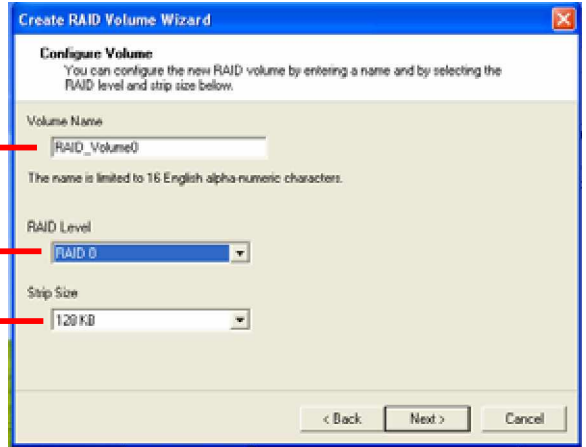 Create RAID Volume Wizard
Configure Volume
You can configure the new RAID volume by entering a name and by selecting the
RAID level and strip size below.
Volume Name
RAID_Volume0
The name is limited to 16 English alpha-numeric characters.
RAID Level
RAID 0
Strip Size
128 KB
< Back
Next >
Cancel